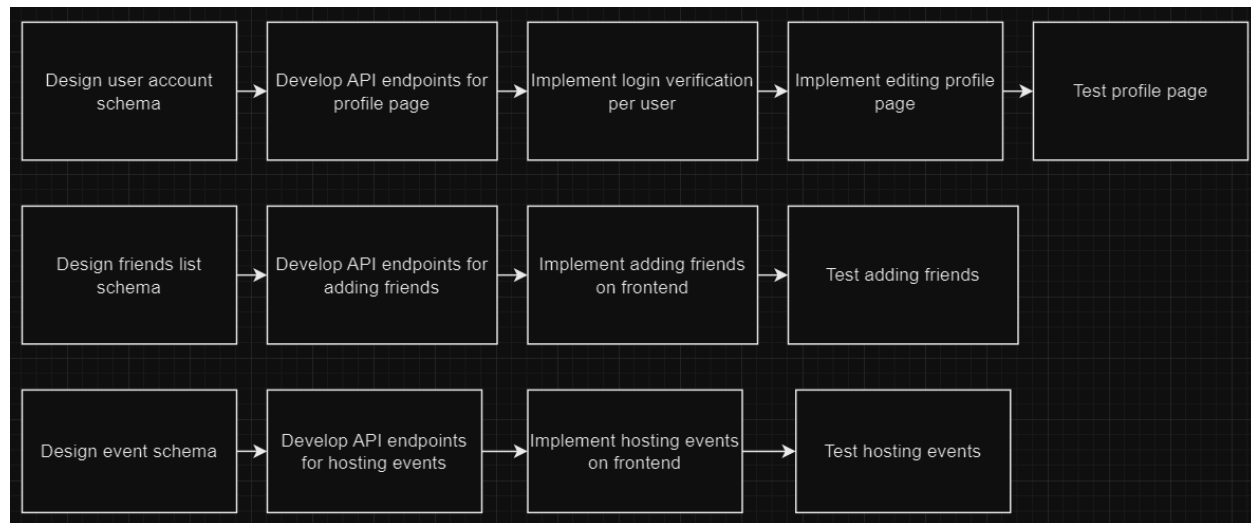 Design user account
schema
Develop API endpoints for
profile page
Implement login verification
per user
Implement editing profile
page
Test profile page
Design friends list
schema
Develop API endpoints for
adding friends
Implement adding friends
on frontend
Test adding friends
Design event schema
Develop API endpoints
for hosting events
Implement hosting events
on frontend
Test hosting events